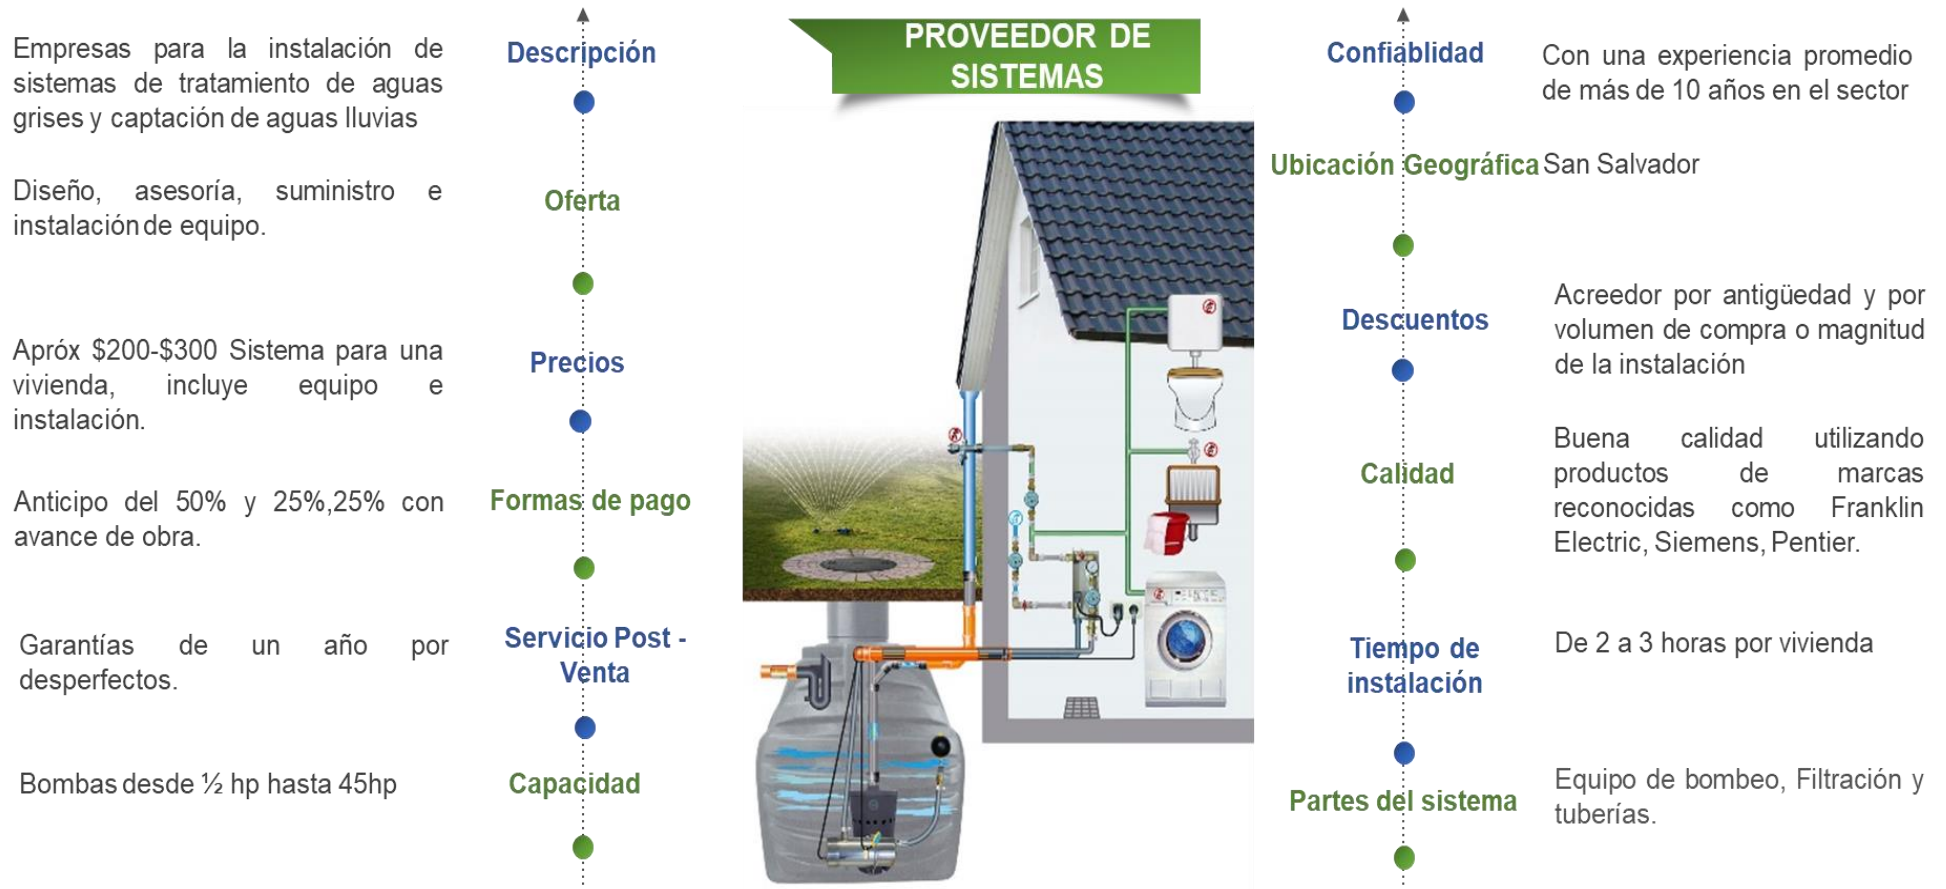 PROVEEDOR DE
SISTEMAS
Descripción
Empresas para la instalación de
sistemas de tratamiento de aguas
grises y captación de aguas lluvias
Oferta
Diseño, asesoría, suministro e
instalación de equipo.
Precios
Apróx $200-$300 Sistema para una
vivienda, incluye equipo e
instalación.
Formas de pago
Anticipo del 50% y 25%,25% con
avance de obra.
Servicio Post -
Venta
Garantías de un año por
desperfectos.
Capacidad
Bombas desde ½ hp hasta 45hp
Confiablidad
Con una experiencia promedio
de más de 10 años en el sector
Ubicación Geográfica
San Salvador
Descuentos
Acreedor por antigüedad y por
volumen de compra o magnitud
de la instalación
Calidad
Buena calidad utilizando
productos de marcas
reconocidas como Franklin
Electric, Siemens, Pentier.
Tiempo de
instalación
De 2 a 3 horas por vivienda
Partes del sistema
Equipo de bombeo, Filtración y
tuberías.